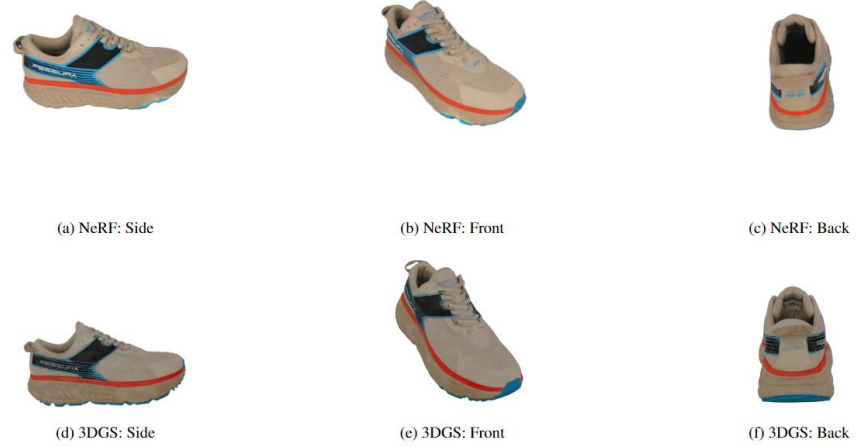 (a) NeRF: Side
(b) NeRF: Front
(c) NeRF: Back
(d) 3DGS: Side
(e) 3DGS: Front
(f) 3DGS: Back